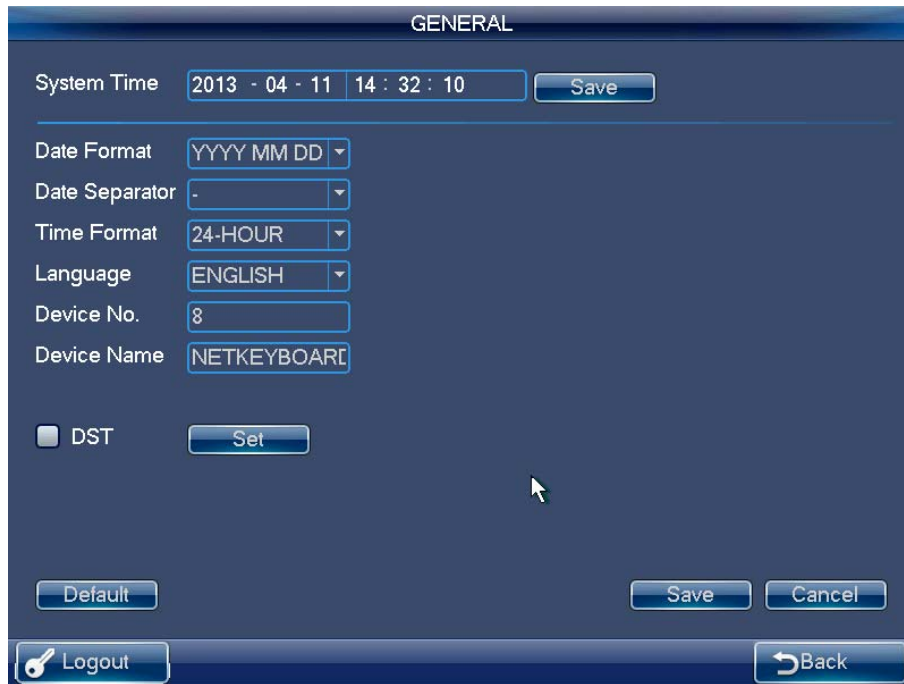 GENERAL
System Time 2013 - 04 - 11 14 : 32 : 10 Save
Date Format YYYY MM DD
Date Separator -
Time Format 24-HOUR
Language ENGLISH
Device No. 8
Device Name NETKEYBOARD
DST Set
Default Save Cancel
Logout Back